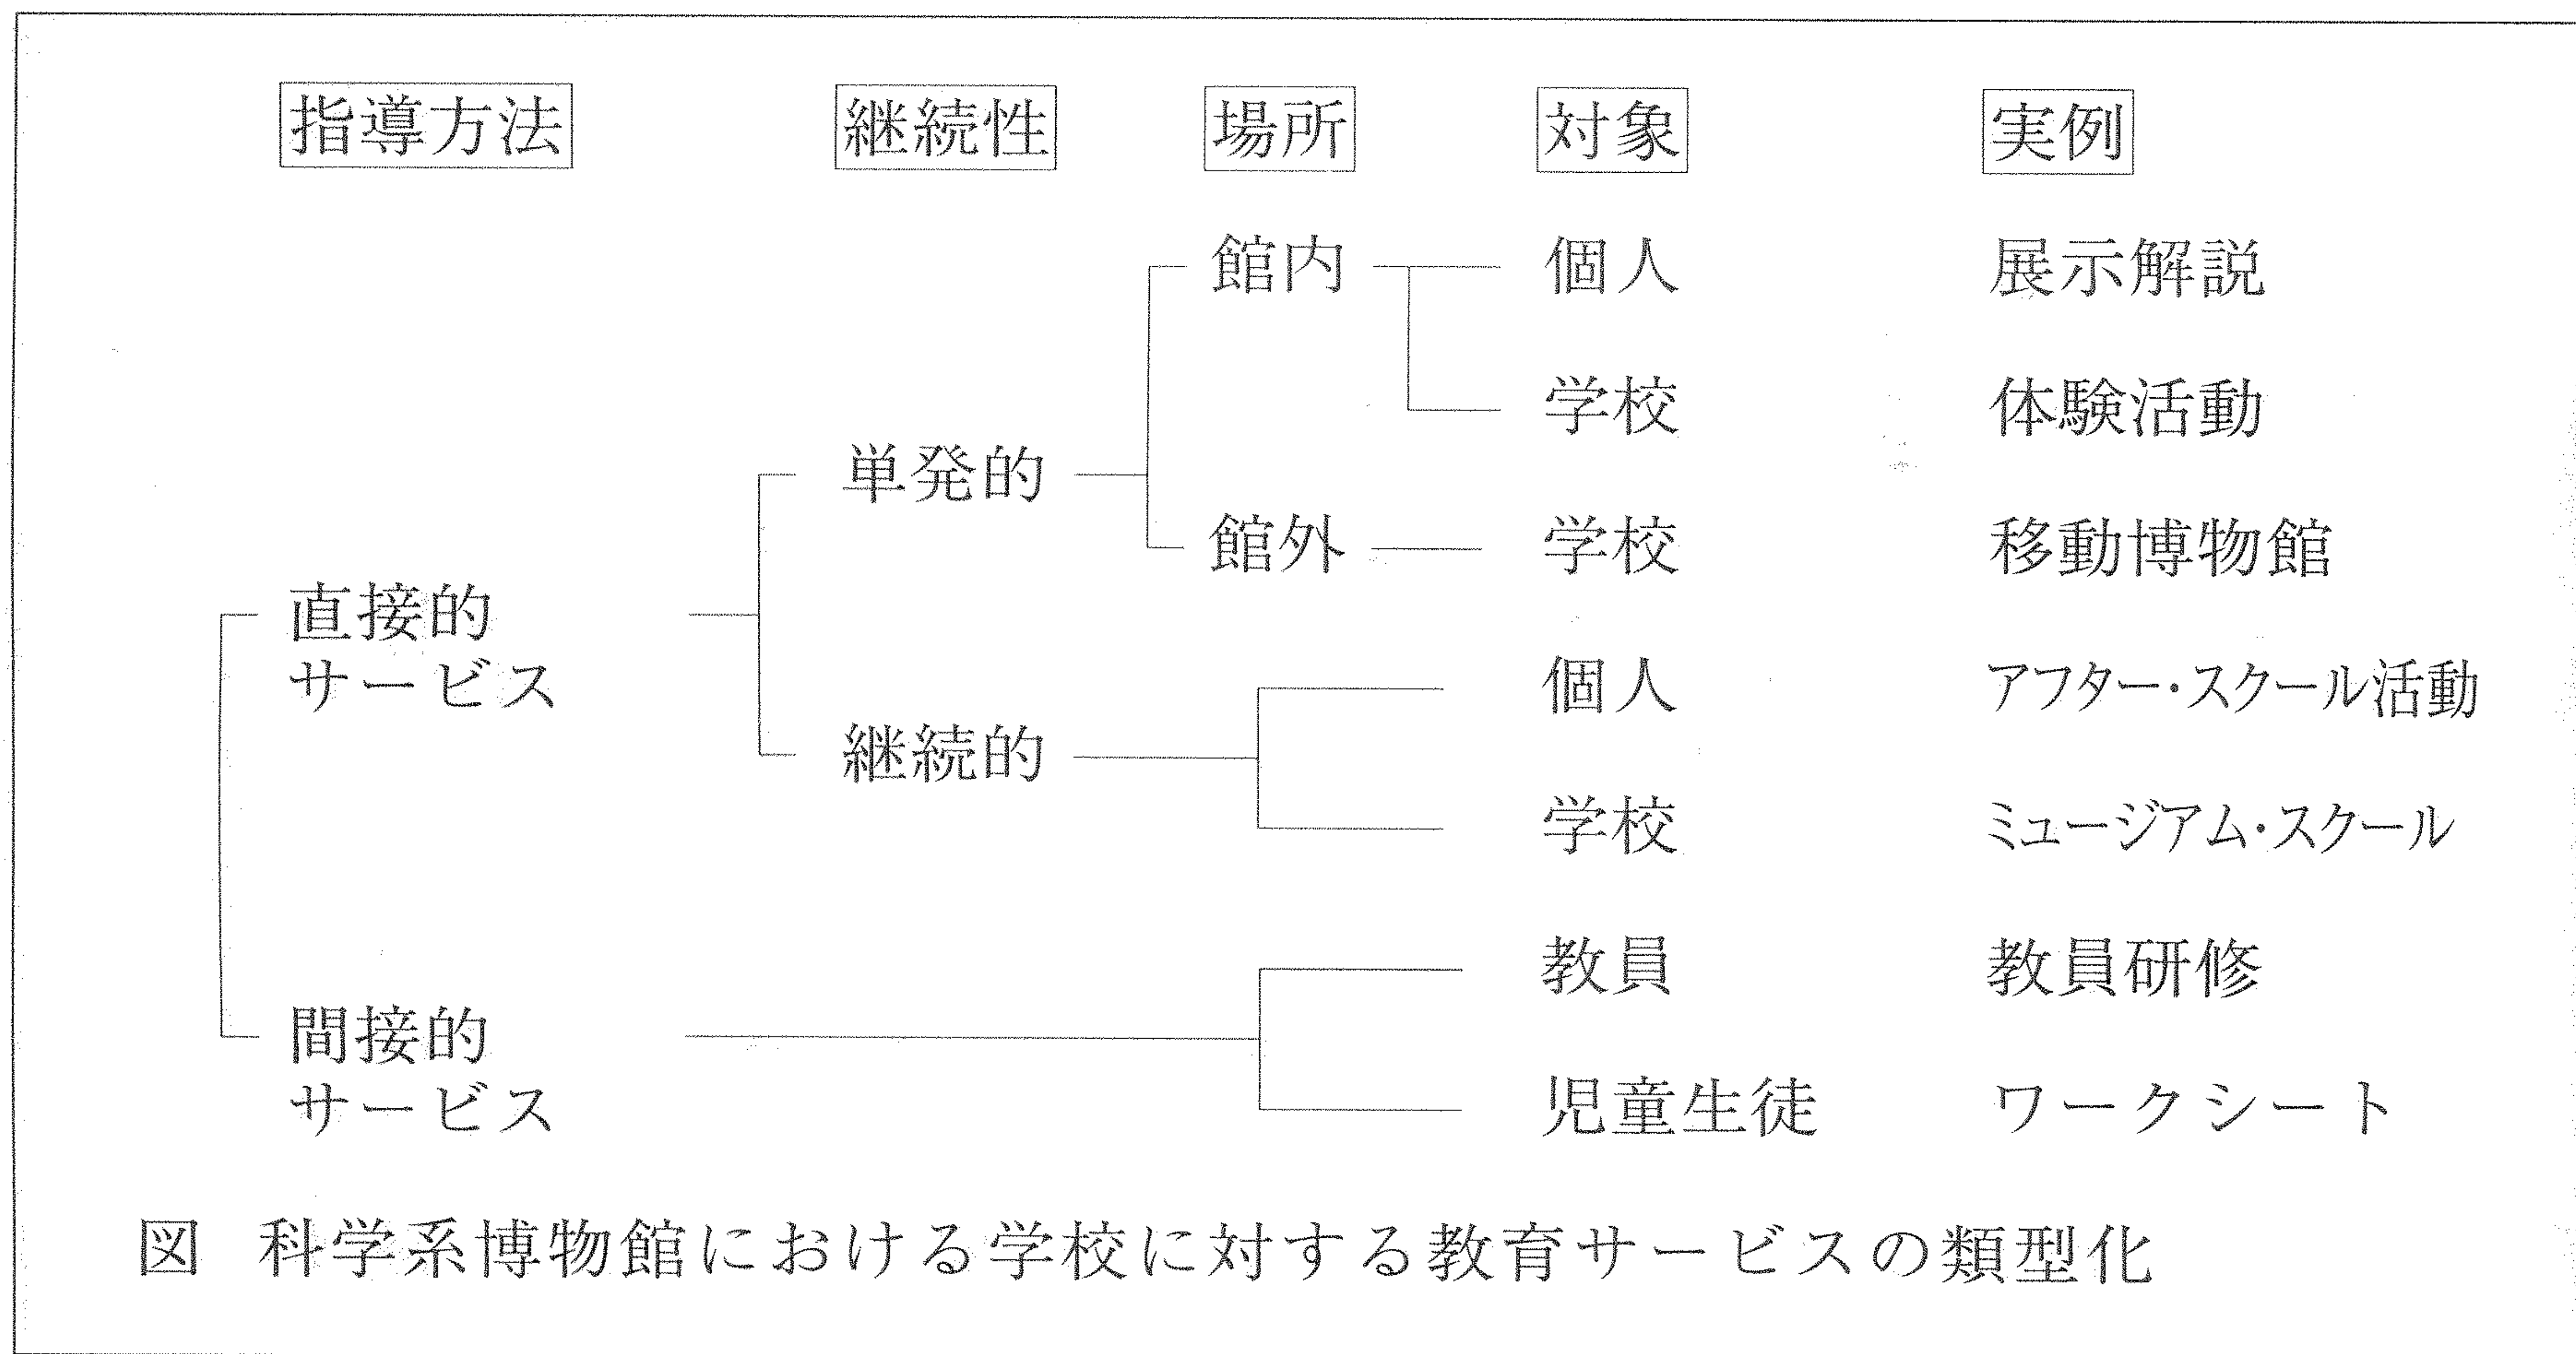 指導方法 継続性 場所 対象 実例
館内 個人 展示解説
学校 体験活動
単発的
館外 学校 移動博物館
直接的
サービス
個人 アフター・スクール活動
継続的
学校 ミュージアム・スクール
教員 教員研修
間接的
サービス
児童生徒 ワークシート
図 科学系博物館における学校に対する教育サービスの類型化